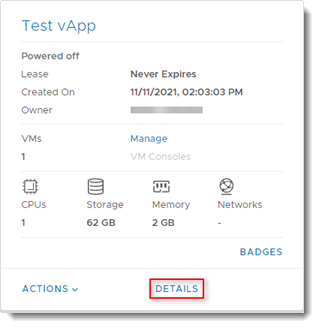 Test vApp
Powered off
Lease Never Expires
Created On 11/11/2021, 02:03:03 PM
Owner
VMs Manage
1 VM Consoles
CPUs Storage Memory Networks
1 62 GB 2 GB -
BADGES
ACTIONS DETAILS